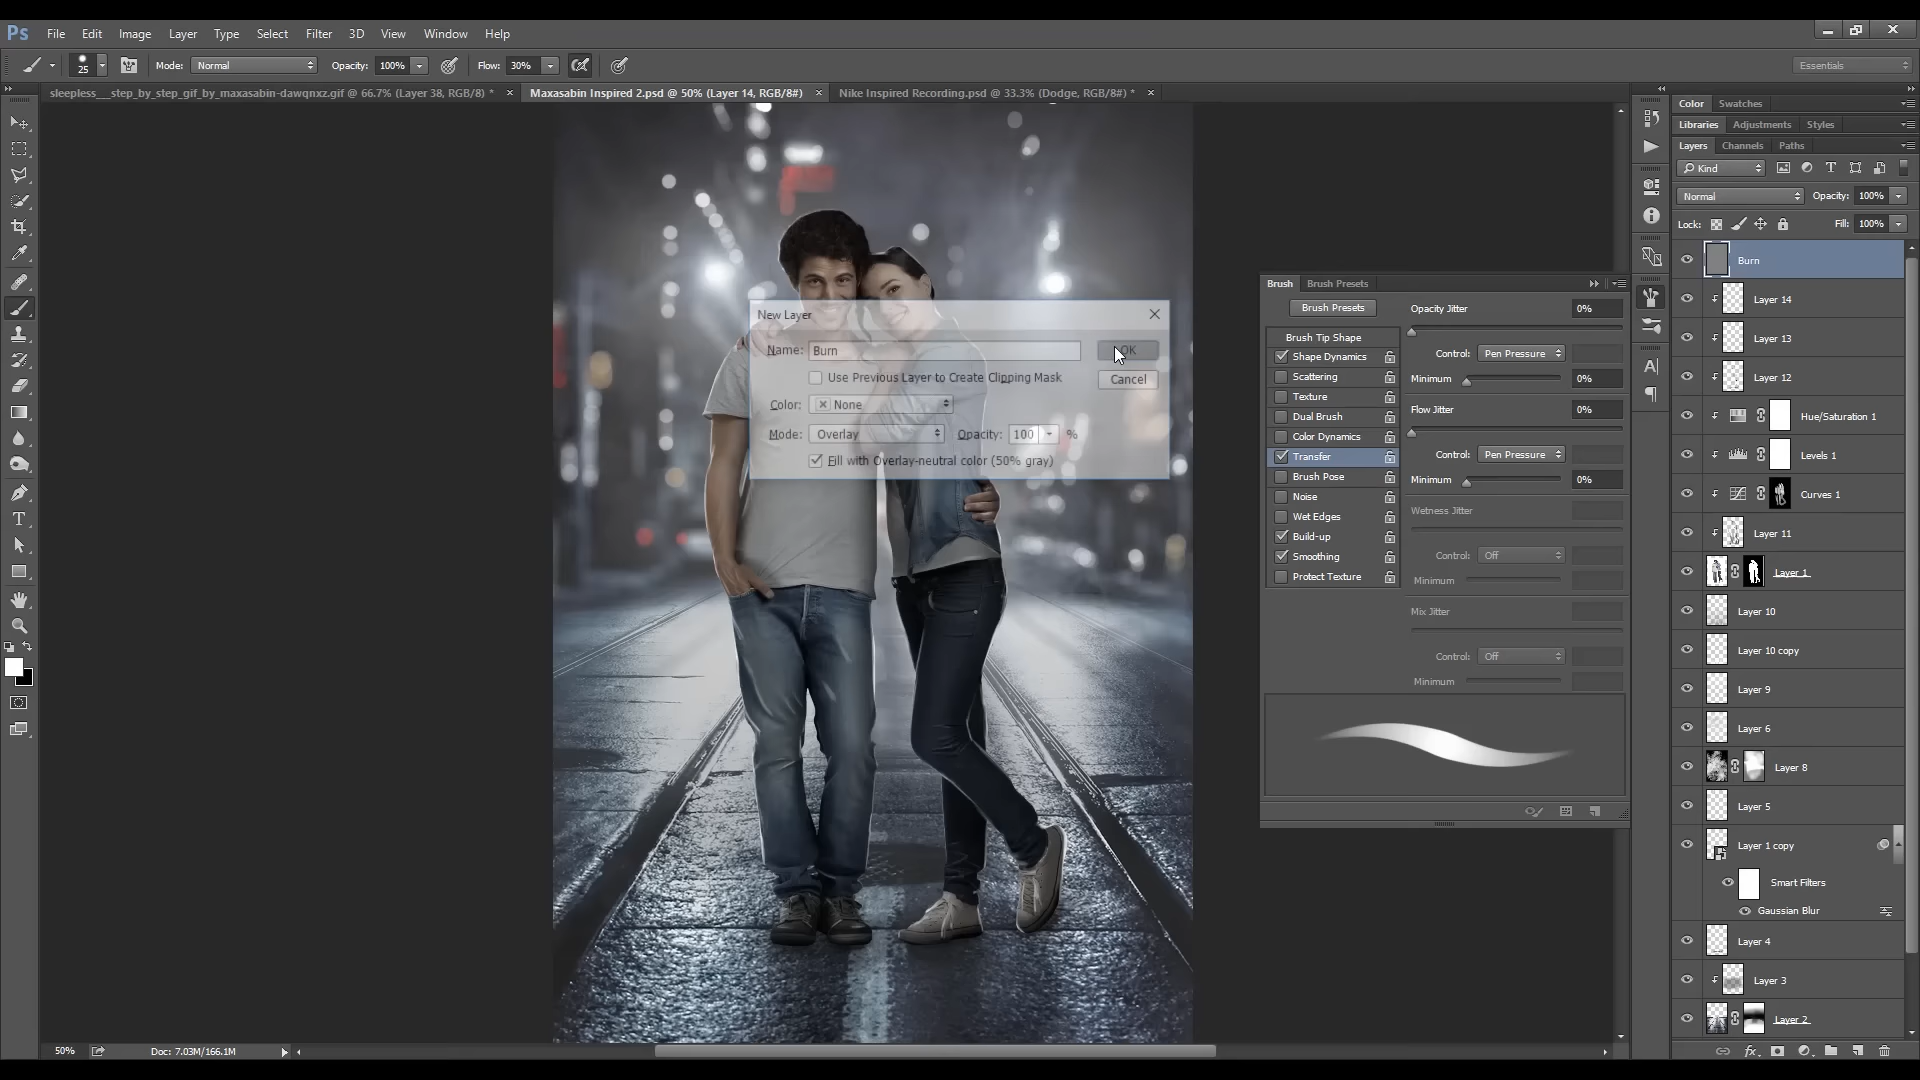 Ps File Edit Image Layer Type Select Filter 3D View Window Help
25 Mode: Normal Opacity: 100% Flow: 30% Essentials
sleepless___step_by_step_gif_by_maxasabin-dawqnxz.gif @ 66.7% (Layer 38, RGB/8) * Maxasabin Inspired 2.psd @ 50% (Layer 14, RGB/8#) Nike Inspired Recording.psd @ 33.3% (Dodge, RGB/8#) *
New Layer
Name: Burn OK
Use Previous Layer to Create Clipping Mask Cancel
Color: None
Mode: Overlay Opacity: 100 %
Fill with Overlay-neutral color (50% gray)
Brush Brush Presets
Brush Presets
Brush Tip Shape
Shape Dynamics
Scattering
Texture
Dual Brush
Color Dynamics
Transfer
Brush Pose
Noise
Wet Edges
Build-up
Smoothing
Protect Texture
Opacity Jitter 0%
Control: Pen Pressure
Minimum 0%
Flow Jitter 0%
Control: Pen Pressure
Minimum 0%
Wetness Jitter
Control: Off
Minimum
Mix Jitter
Control: Off
Minimum
Color Swatches
Libraries Adjustments Styles
Layers Channels Paths
Kind
Normal Opacity: 100%
Lock: Fill: 100%
Burn
Layer 14
Layer 13
Layer 12
Hue/Saturation 1
Levels 1
Curves 1
Layer 11
Layer 1
Layer 10
Layer 10 copy
Layer 9
Layer 6
Layer 8
Layer 5
Layer 1 copy
Smart Filters
Gaussian Blur
Layer 4
Layer 3
Layer 2
50% Doc: 7.03M/166.1M